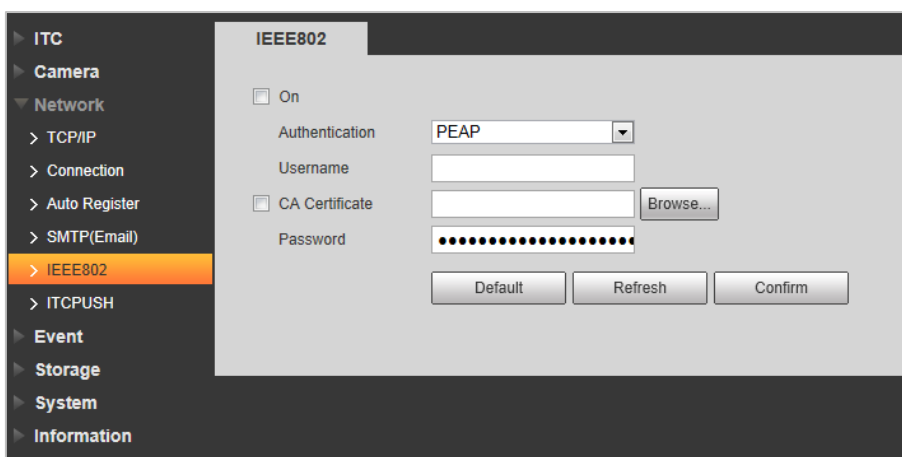 ITC
Camera
Network
TCP/IP
Connection
Auto Register
SMTP(Email)
IEEE802
ITCPUSH
Event
Storage
System
Information
IEEE802
On
Authentication PEAP
Username
CA Certificate Browse...
Password ●●●●●●●●●●●●●●●●●●●●
Default Refresh Confirm